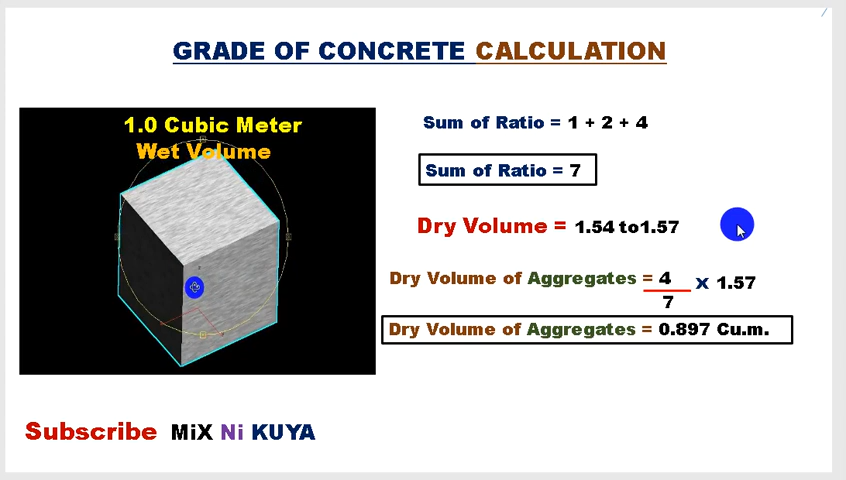 GRADE OF CONCRETE CALCULATION
1.0 Cubic Meter
Wet Volume
Sum of Ratio = 1 + 2 + 4
Sum of Ratio = 7
Dry Volume = 1.54 to1.57
Dry Volume of Aggregates = 4 x 1.57
7
Dry Volume of Aggregates = 0.897 Cu.m.
Subscribe MiX Ni KUYA